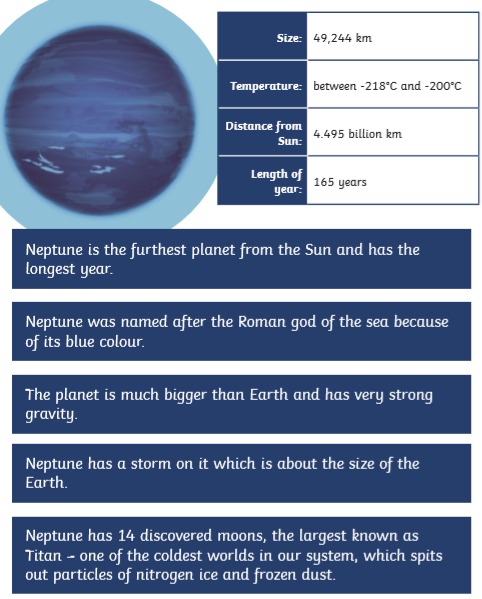 Size: 49,244 km
Temperature: between -218°C and -200°C
Distance from
Sun: 4.495 billion km
Length of
year: 165 years
Neptune is the furthest planet from the Sun and has the
longest year.
Neptune was named after the Roman god of the sea because
of its blue colour.
The planet is much bigger than Earth and has very strong
gravity.
Neptune has a storm on it which is about the size of the
Earth.
Neptune has 14 discovered moons, the largest known as
Titan – one of the coldest worlds in our system, which spits
out particles of nitrogen ice and frozen dust.